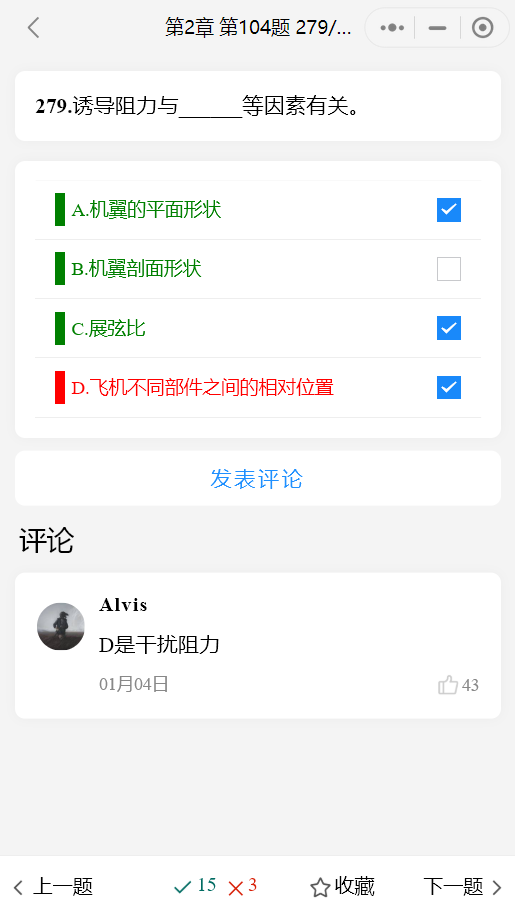 第2章 第104题 279/...
279.诱导阻力与______等因素有关。
A.机翼的平面形状
B.机翼剖面形状
C.展弦比
D.飞机不同部件之间的相对位置
发表评论
评论
Alvis
D是干扰阻力
01月04日 43
上一题 15 3 收藏 下一题